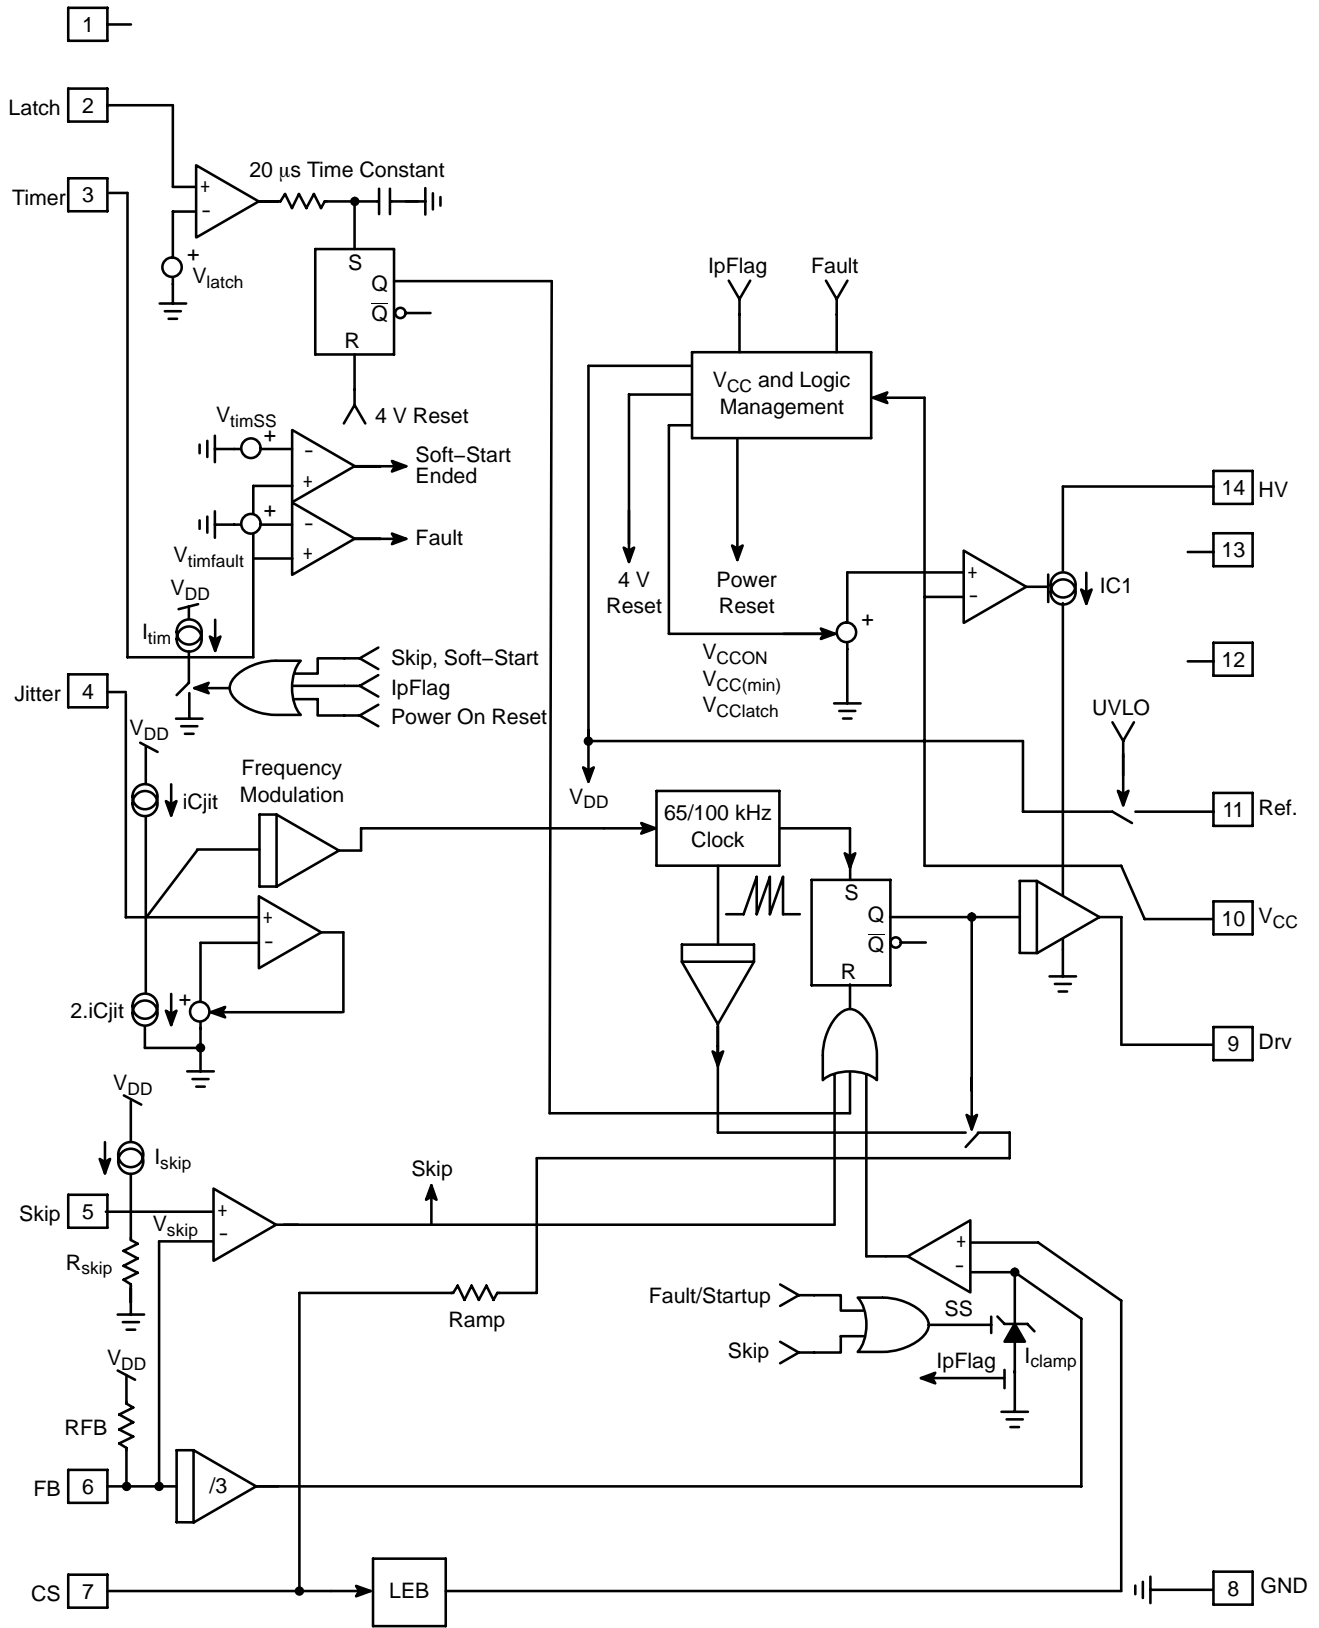 1
Latch 2
20 μs Time Constant
Timer 3
+
−
+
V_latch
S
Q
Q̅
R
4 V Reset
V_timSS
+
−
+
Soft−Start
Ended
+
−
+
Fault
V_timfault
V_DD
I_tim
Skip, Soft−Start
IpFlag
Power On Reset
Jitter 4
V_DD
iCjit
Frequency
Modulation
+
−
2.iCjit
+
V_DD
I_skip
Skip 5
V_skip
+
−
R_skip
Skip
Ramp
V_DD
RFB
FB 6
/3
CS 7
LEB
IpFlag
Fault
V_CC and Logic
Management
4 V
Reset
Power
Reset
+
V_CCON
V_CC(min)
V_CClatch
+
−
IC1
14 HV
13
12
UVLO
V_DD
11 Ref.
65/100 kHz
Clock
S
Q
Q̅
R
10 V_CC
9 Drv
+
−
Fault/Startup
Skip
SS
IpFlag
I_clamp
8 GND